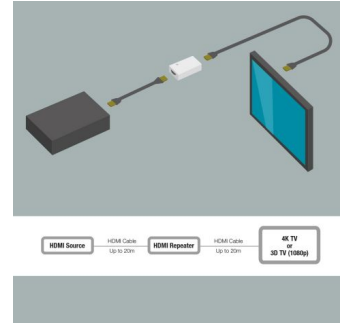 HDMI Source
HDMI Cable
Up to 20m
HDMI Repeater
HDMI Cable
Up to 20m
4K TV
or
3D TV (1080p)